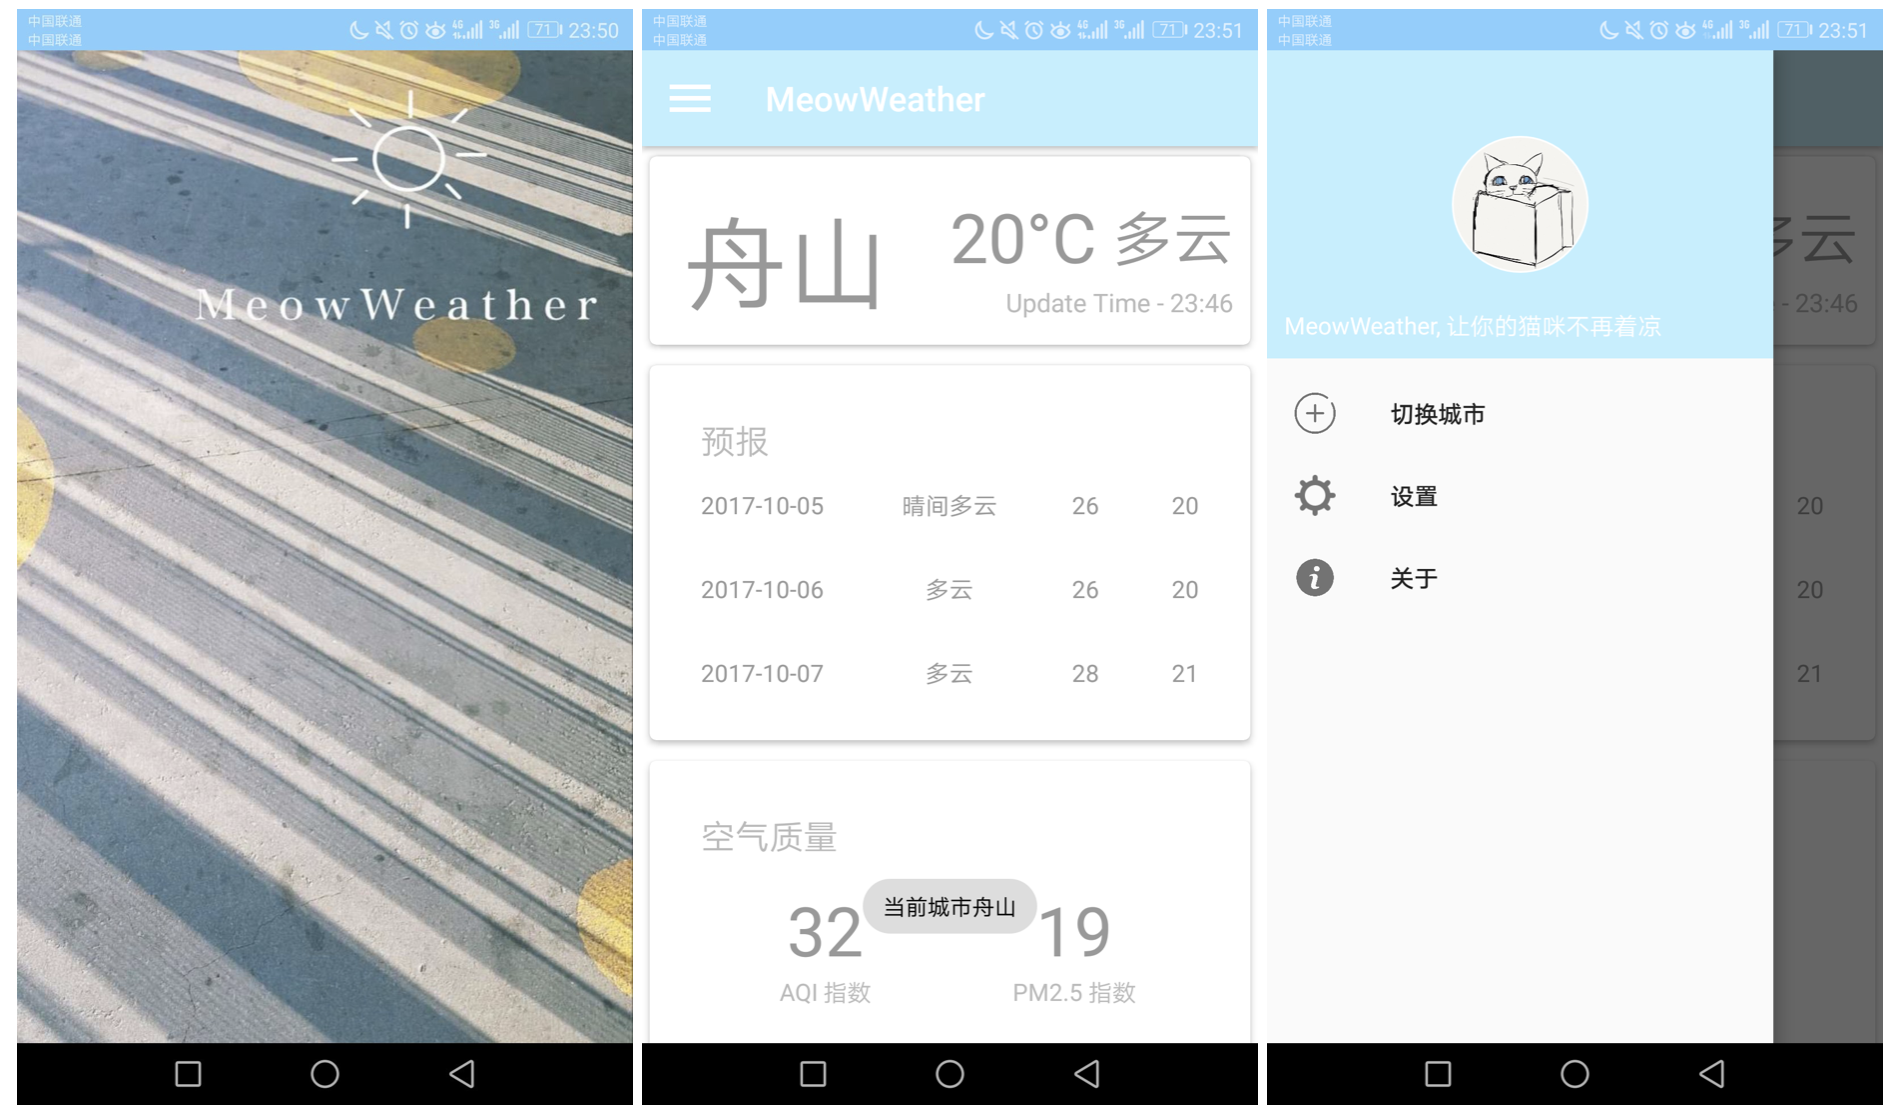 中国联通
中国联通
4G
3G
71
23:50
MeowWeather
中国联通
中国联通
4G
3G
71
23:51
MeowWeather
舟山
20°C 多云
Update Time - 23:46
预报
2017-10-05 晴间多云 26 20
2017-10-06 多云 26 20
2017-10-07 多云 28 21
空气质量
32
当前城市舟山
19
AQI 指数
PM2.5 指数
中国联通
中国联通
4G
3G
71
23:51
多云
- 23:46
MeowWeather, 让你的猫咪不再着凉
切换城市
设置
关于
20
20
21